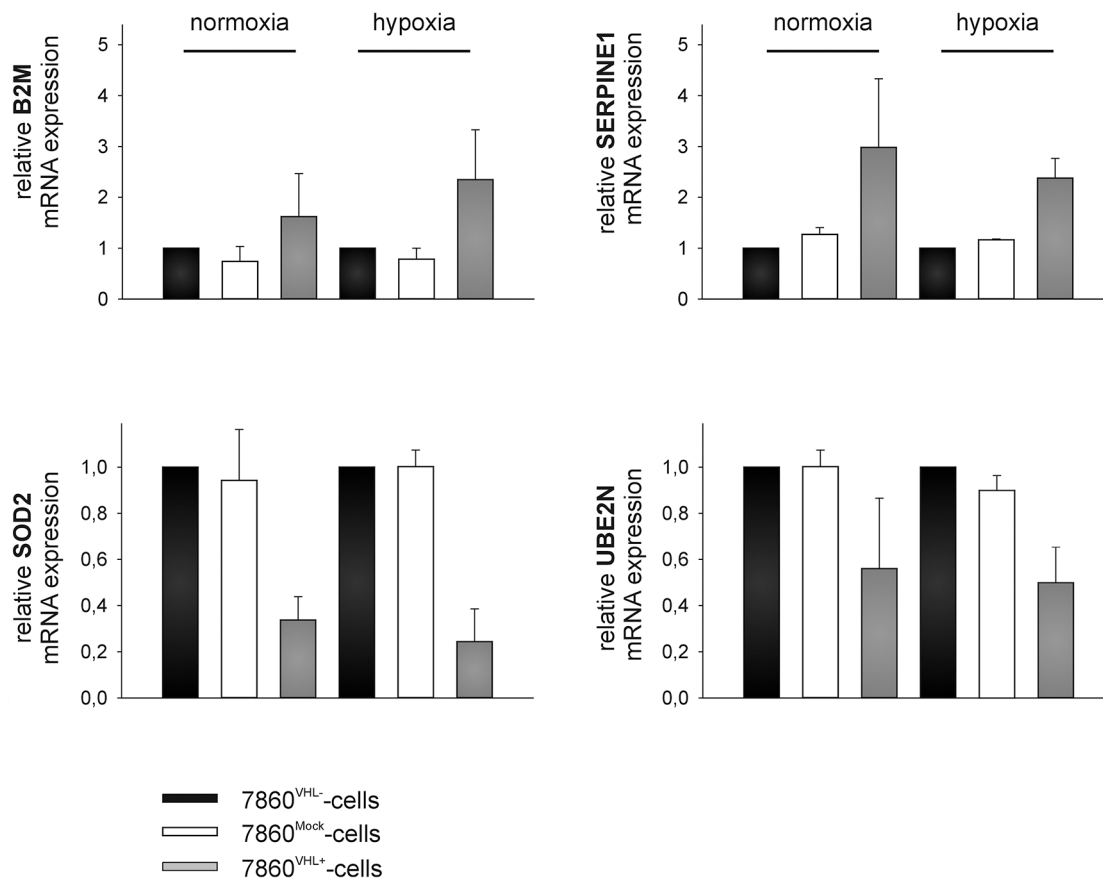 normoxia
hypoxia
relative B2M
mRNA expression
5
4
3
2
1
0
normoxia
hypoxia
relative SERPINE1
mRNA expression
5
4
3
2
1
0
relative SOD2
mRNA expression
1,0
0,8
0,6
0,4
0,2
0,0
relative UBE2N
mRNA expression
1,0
0,8
0,6
0,4
0,2
0,0
7860VHL--cells
7860Mock-cells
7860VHL+-cells